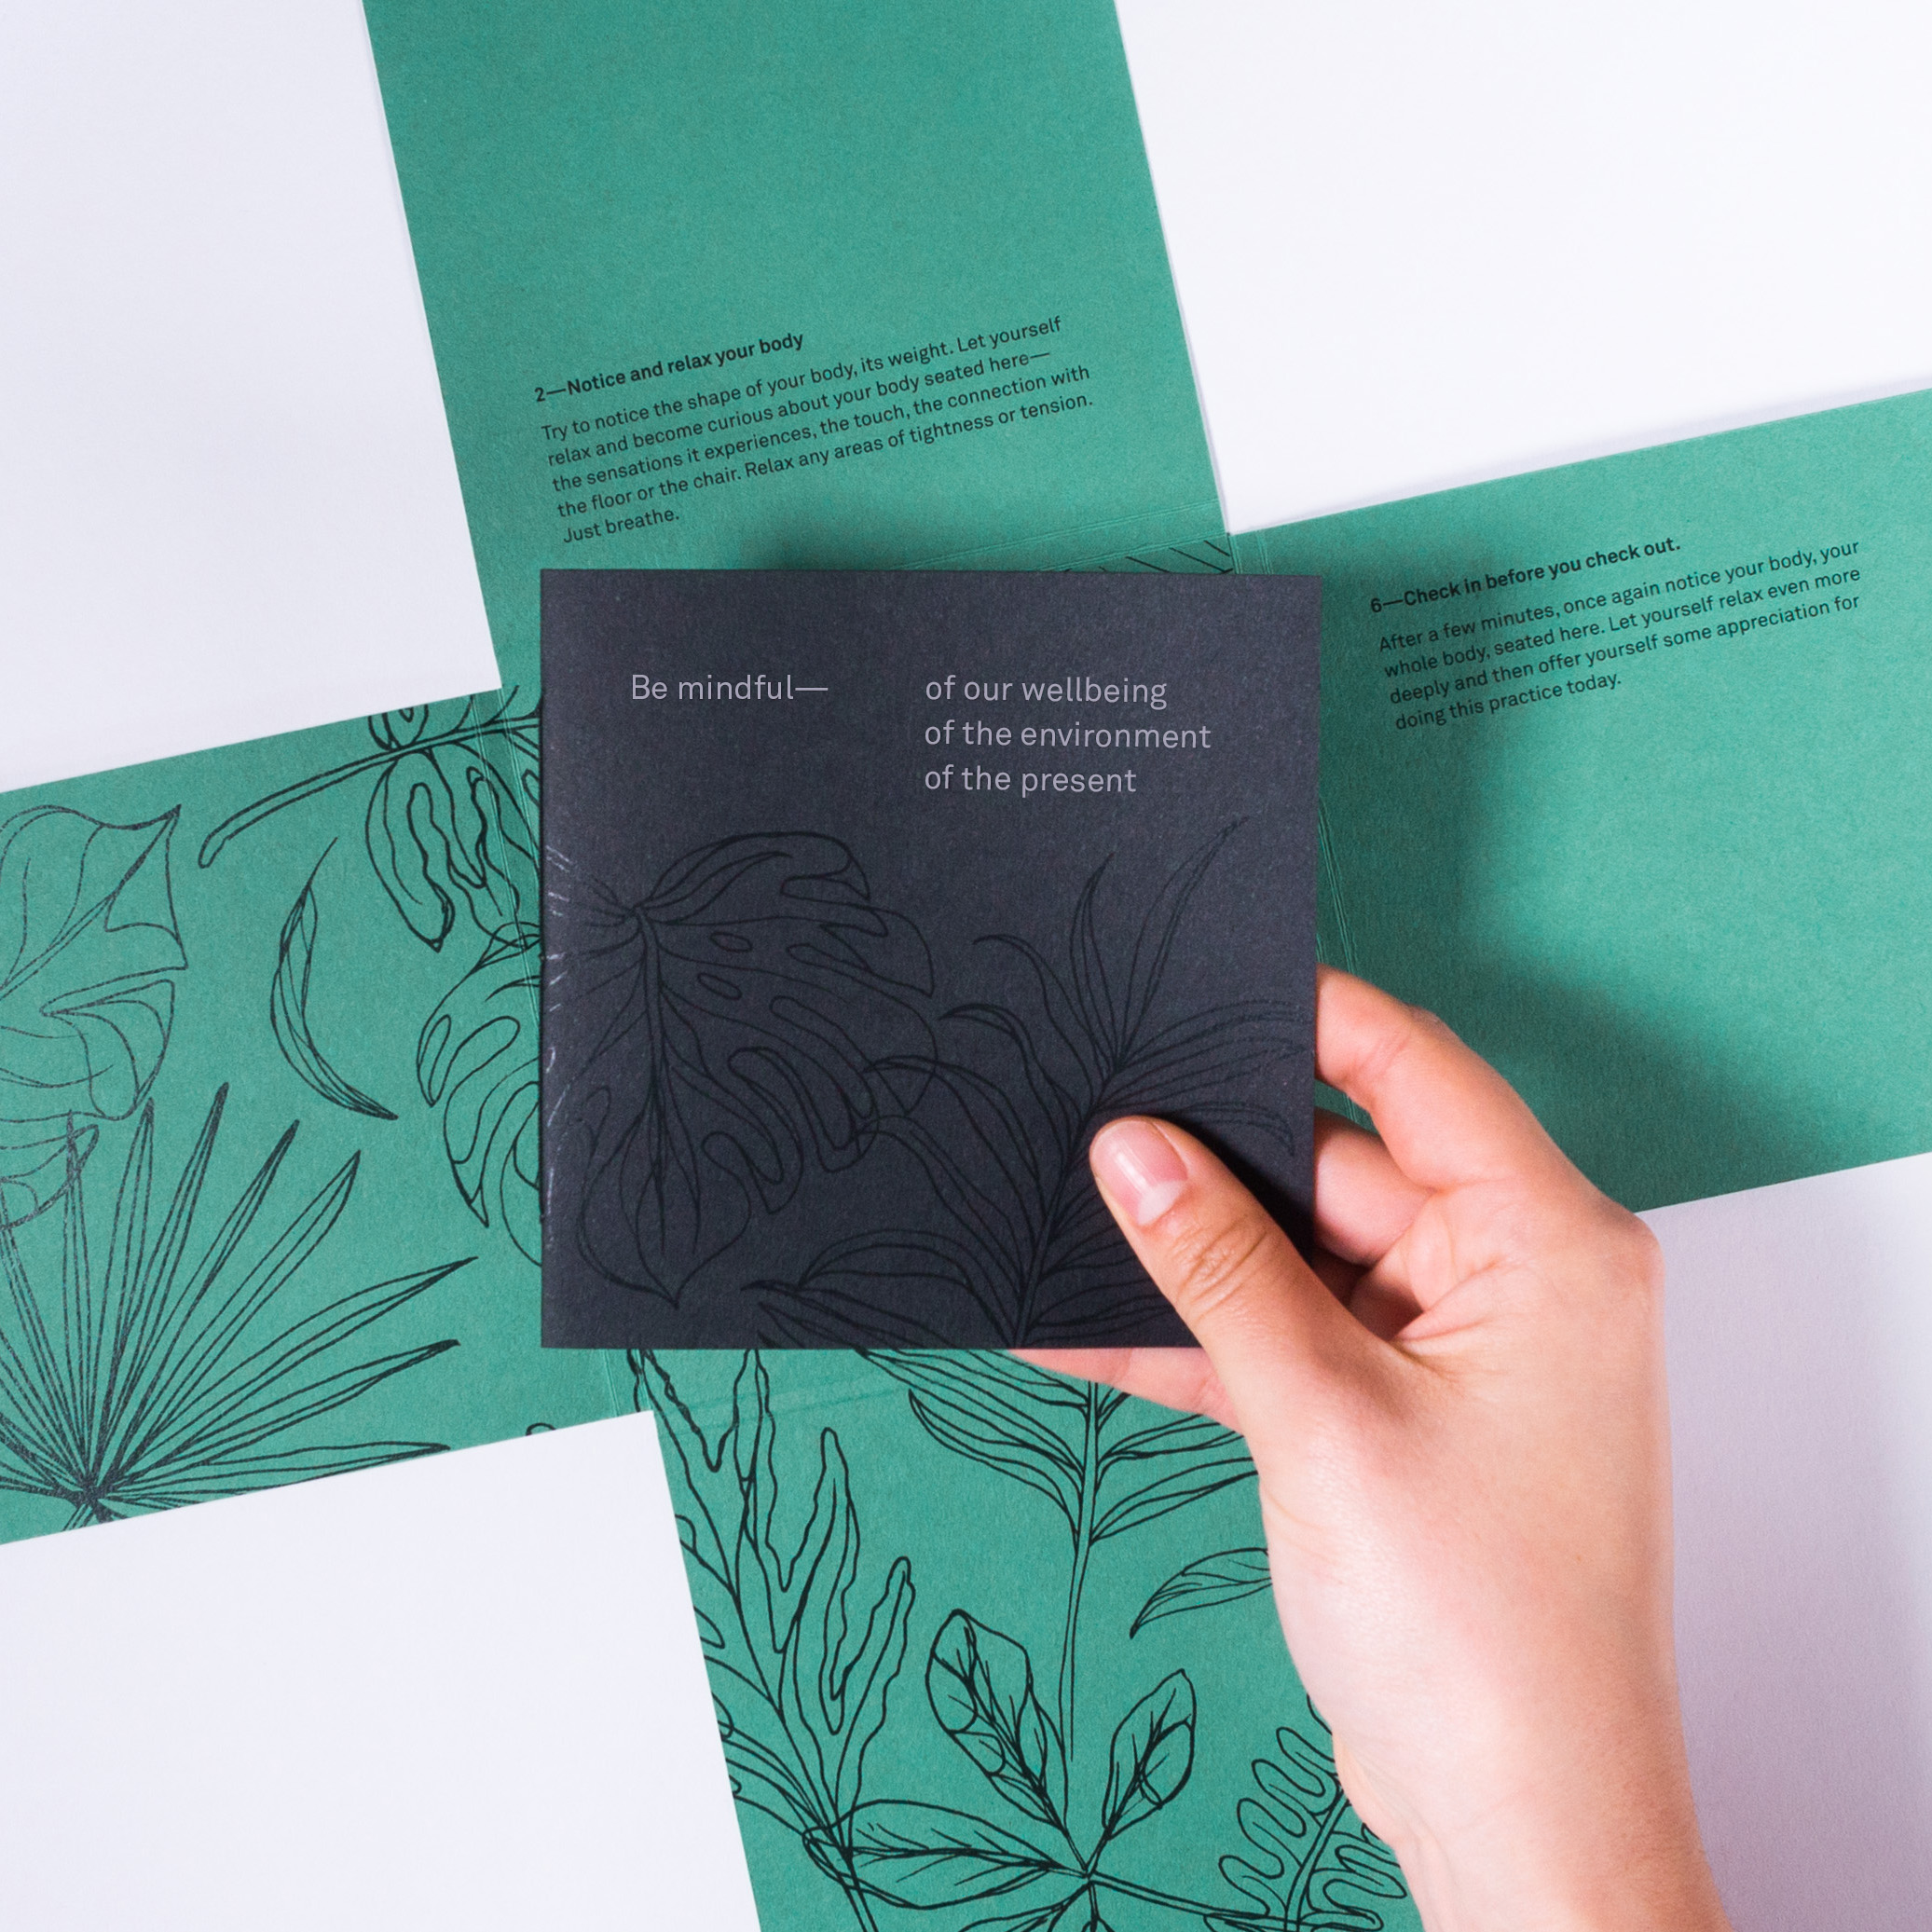 2—Notice and relax your body
Try to notice the shape of your body, its weight. Let yourself
relax and become curious about your body seated here—
the sensations it experiences, the touch, the connection with
the floor or the chair. Relax any areas of tightness or tension.
Just breathe.
6—Check in before you check out.
After a few minutes, once again notice your body, your
whole body, seated here. Let yourself relax even more
deeply and then offer yourself some appreciation for
doing this practice today.
Be mindful—
of our wellbeing
of the environment
of the present